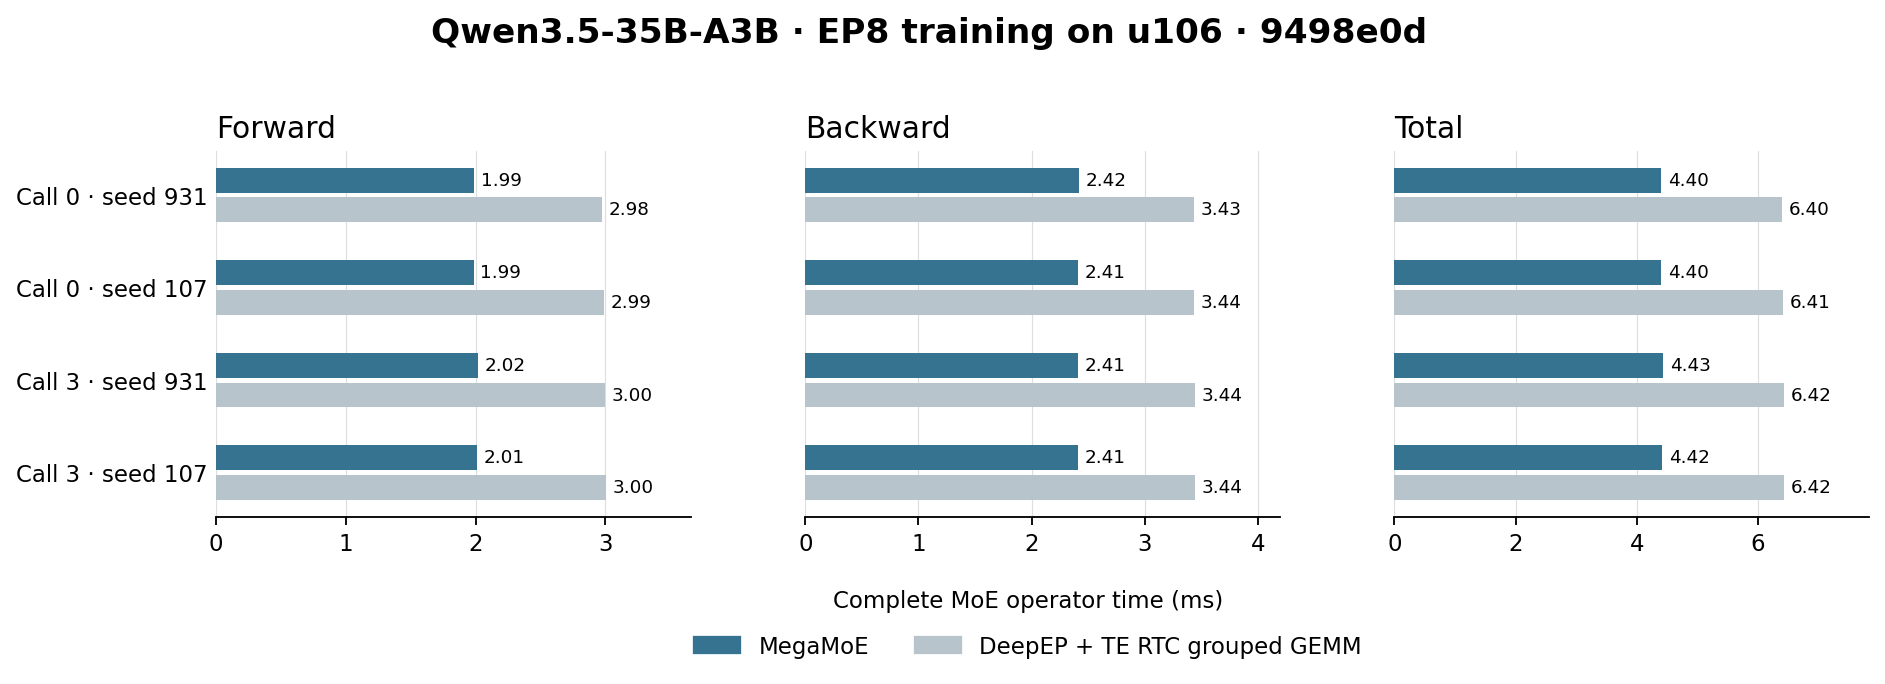 Qwen3.5-35B-A3B · EP8 training on u106 · 9498e0d
Forward
Call 0 · seed 931
1.99
2.98
Call 0 · seed 107
1.99
2.99
Call 3 · seed 931
2.02
3.00
Call 3 · seed 107
2.01
3.00
0 1 2 3
Backward
2.42
3.43
2.41
3.44
2.41
3.44
2.41
3.44
0 1 2 3 4
Total
4.40
6.40
4.40
6.41
4.43
6.42
4.42
6.42
0 2 4 6
Complete MoE operator time (ms)
MegaMoE
DeepEP + TE RTC grouped GEMM